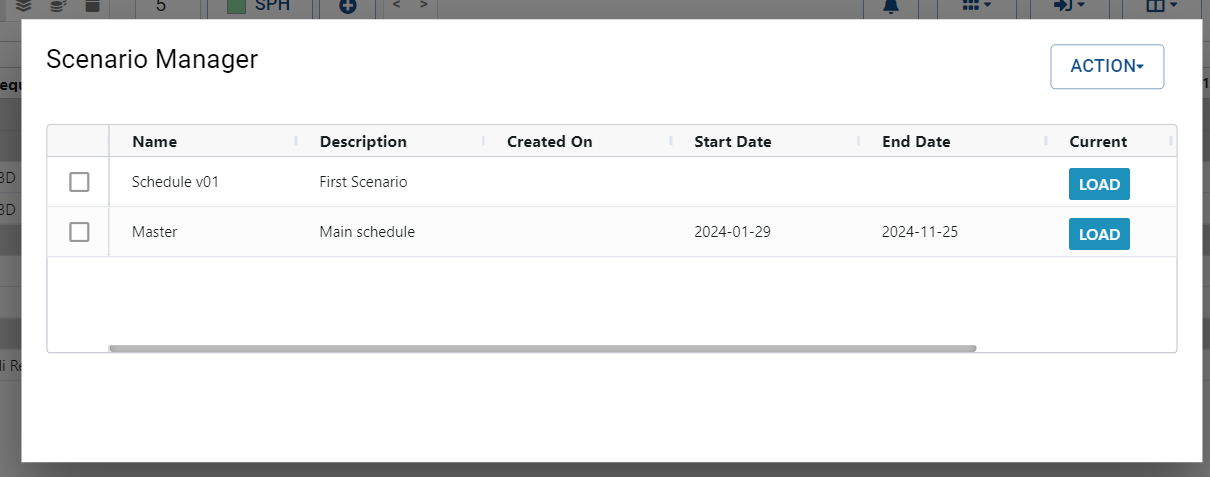 5 SPH < >
Scenario Manager
ACTION
Name Description Created On Start Date End Date Current
Schedule v01 First Scenario LOAD
Master Main schedule 2024-01-29 2024-11-25 LOAD